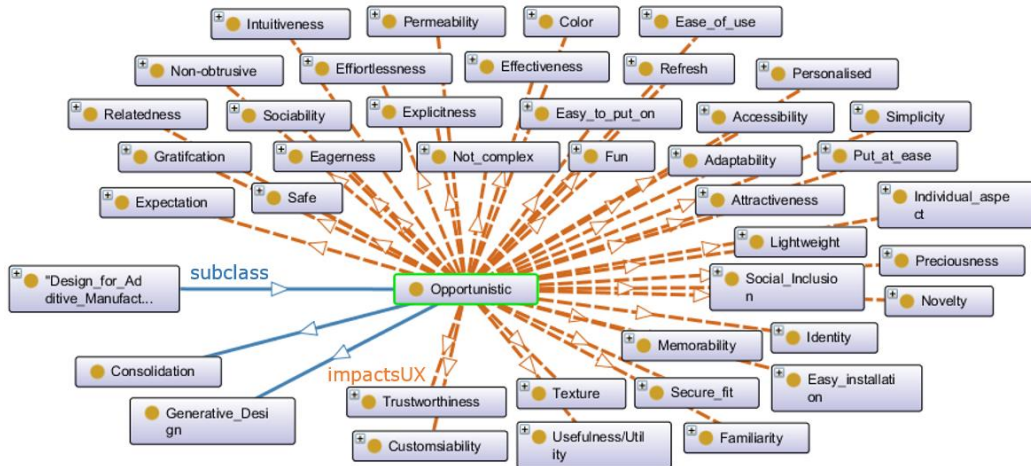 Intuitiveness
Permeability
Color
Ease_of_use
Non-obtrusive
Effiortlessness
Effectiveness
Refresh
Personalised
Relatedness
Sociability
Explicitness
Easy_to_put_on
Accessibility
Simplicity
Gratifcation
Eagerness
Not_complex
Fun
Adaptability
Put_at_ease
Expectation
Safe
Attractiveness
Individual_aspe
ct
Lightweight
Preciousness
"Design_for_Ad
ditive_Manufact...
subclass
Opportunistic
Social_Inclusio
n
Novelty
Identity
Memorability
Consolidation
impactsUX
Easy_installati
on
Generative_Desi
gn
Trustworthiness
Texture
Secure_fit
Customsiability
Usefulness/Util
ity
Familiarity